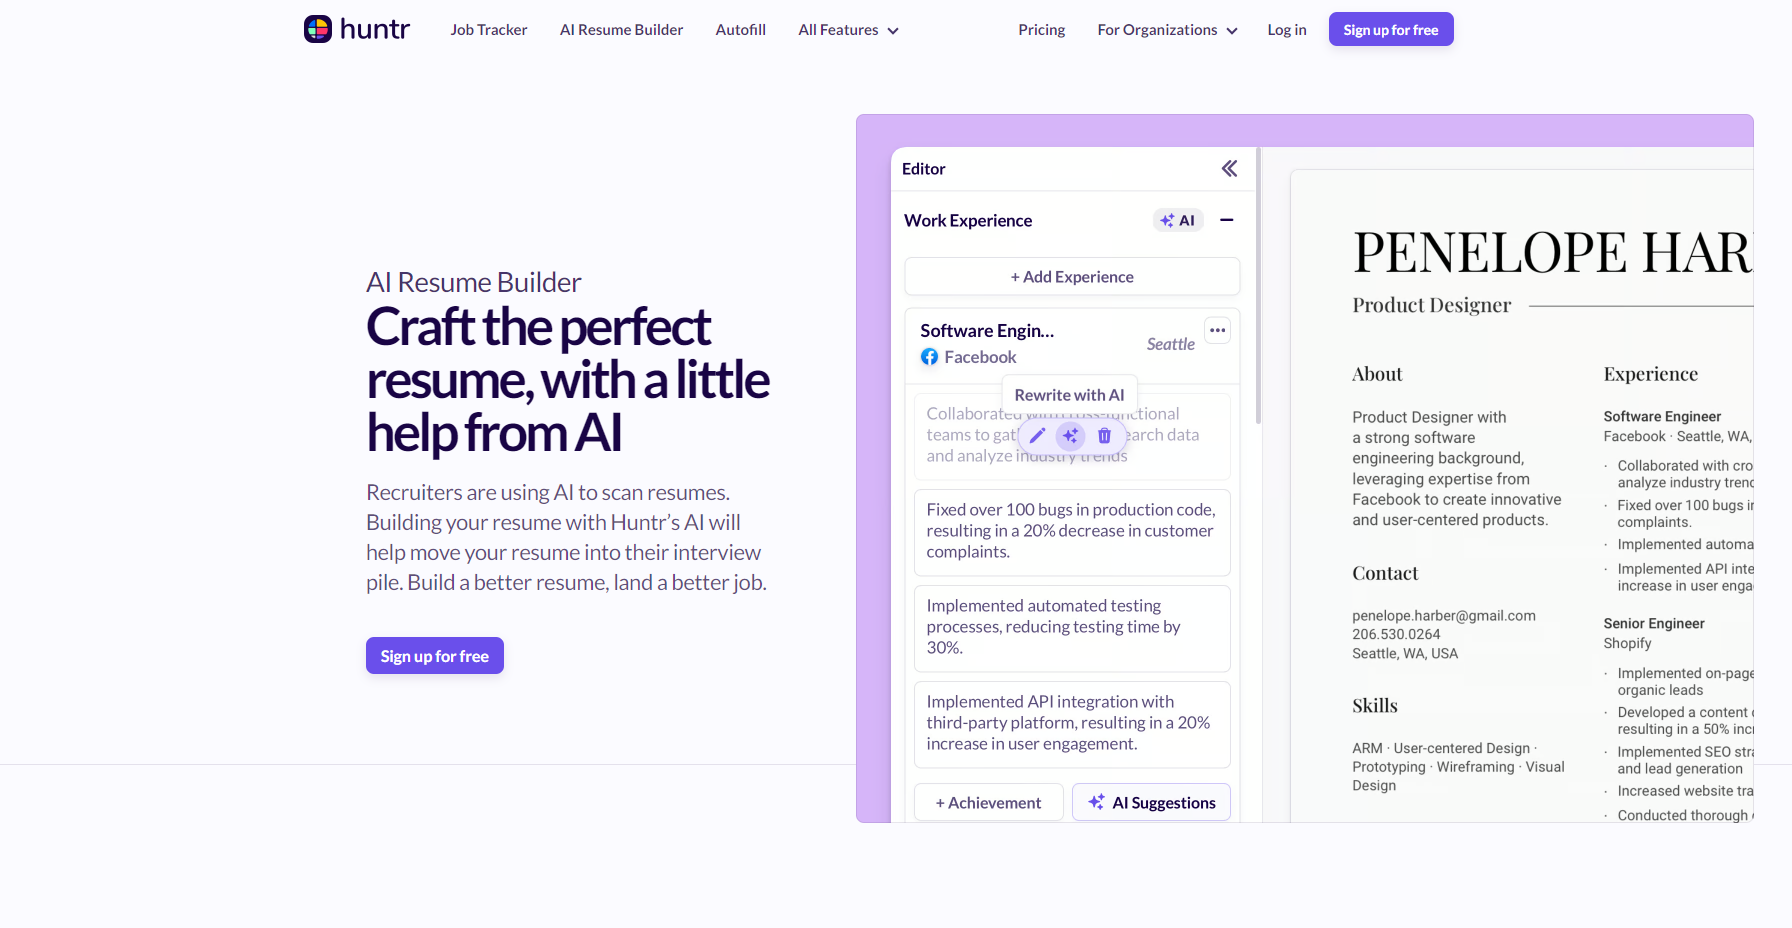 huntr
Job Tracker
AI Resume Builder
Autofill
All Features
Pricing
For Organizations
Log in
Sign up for free
AI Resume Builder
Craft the perfect
resume, with a little
help from AI
Recruiters are using AI to scan resumes.
Building your resume with Huntr’s AI will
help move your resume into their interview
pile. Build a better resume, land a better job.
Sign up for free
Editor
Work Experience
AI
+ Add Experience
Software Engin...
Facebook
Seattle
Rewrite with AI
Collaborated with cross-functional
teams to research data
and analyze industry trends
Fixed over 100 bugs in production code,
resulting in a 20% decrease in customer
complaints.
Implemented automated testing
processes, reducing testing time by
30%.
Implemented API integration with
third-party platform, resulting in a 20%
increase in user engagement.
+ Achievement
AI Suggestions
PENELOPE HAR
Product Designer
About
Product Designer with
a strong software
engineering background,
leveraging expertise from
Facebook to create innovative
and user-centered products.
Contact
penelope.harber@gmail.com
206.530.0264
Seattle, WA, USA
Skills
ARM · User-centered Design ·
Prototyping · Wireframing · Visual
Design
Experience
Software Engineer
Facebook · Seattle, WA,
· Collaborated with cro
analyze industry trend
· Fixed over 100 bugs in
complaints.
· Implemented automa
· Implemented API inte
increase in user enga
Senior Engineer
Shopify
· Implemented on-page
organic leads
· Developed a content
resulting in a 50% incr
· Implemented SEO stra
and lead generation
· Increased website tra
· Conducted thorough